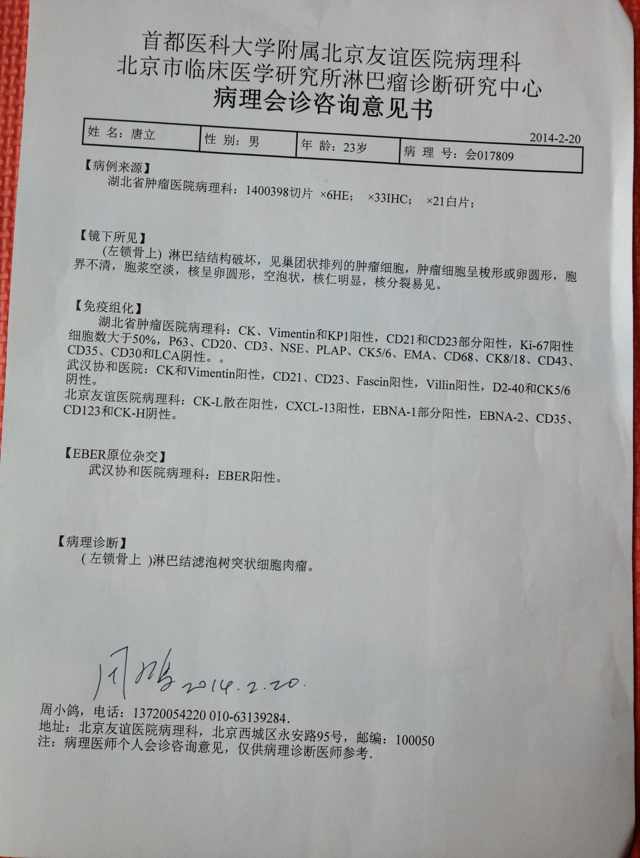 首都医科大学附属北京友谊医院病理科
北京市临床医学研究所淋巴瘤诊断研究中心
病理会诊咨询意见书
2014-2-20
姓 名：唐立 性 别：男 年 龄：23岁 病 理 号：会017809
【病例来源】
湖北省肿瘤医院病理科：1400398切片 ×6HE； ×33IHC； ×21白片；
【镜下所见】
(左锁骨上) 淋巴结结构破坏，见巢团状排列的肿瘤细胞，肿瘤细胞呈梭形或卵圆形，胞
界不清，胞浆空淡，核呈卵圆形，空泡状，核仁明显，核分裂易见。
【免疫组化】
湖北省肿瘤医院病理科：CK、Vimentin和KP1阳性，CD21和CD23部分阳性，Ki-67阳性
细胞数大于50%，P63、CD20、CD3、NSE、PLAP、CK5/6、EMA、CD68、CK8/18、CD43、
CD35、CD30和LCA阴性。。
武汉协和医院：CK和Vimentin阳性，CD21、CD23、Fascin阳性，Villin阳性，D2-40和CK5/6
阴性。
北京友谊医院病理科：CK-L散在阳性，CXCL-13阳性，EBNA-1部分阳性，EBNA-2、CD35、
CD123和CK-H阴性。
【EBER原位杂交】
武汉协和医院病理科：EBER阳性。
【病理诊断】
( 左锁骨上 )淋巴结滤泡树突状细胞肉瘤。
周小鸽 2014.2.20.
周小鸽，电话：13720054220 010-63139284.
地址：北京友谊医院病理科，北京西城区永安路95号，邮编：100050
注：病理医师个人会诊咨询意见，仅供病理诊断医师参考.